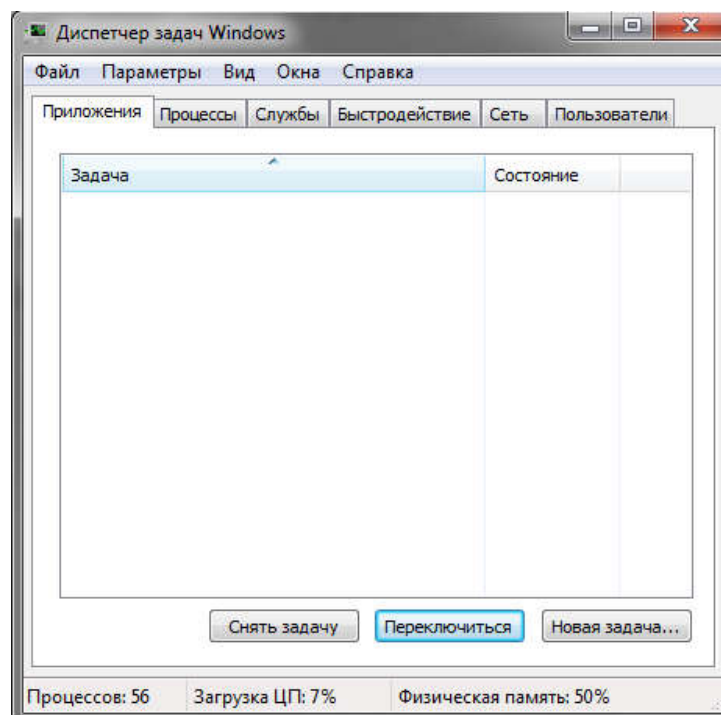 Диспетчер задач Windows
Файл Параметры Вид Окна Справка
Приложения Процессы Службы Быстродействие Сеть Пользователи
Задача Состояние
Снять задачу Переключиться Новая задача...
Процессов: 56 Загрузка ЦП: 7% Физическая память: 50%